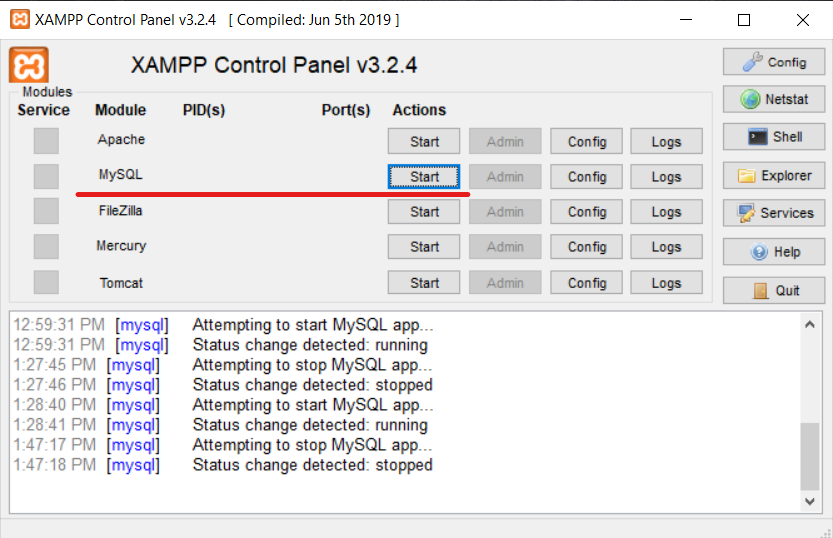 XAMPP Control Panel v3.2.4 [ Compiled: Jun 5th 2019 ]
XAMPP Control Panel v3.2.4
Config
Modules
Service Module PID(s) Port(s) Actions
Netstat
Apache Start Admin Config Logs
Shell
MySQL Start Admin Config Logs
Explorer
FileZilla Start Admin Config Logs
Services
Mercury Start Admin Config Logs
Help
Tomcat Start Admin Config Logs
Quit
12:59:31 PM [mysql] Attempting to start MySQL app...
12:59:31 PM [mysql] Status change detected: running
1:27:45 PM [mysql] Attempting to stop MySQL app...
1:27:46 PM [mysql] Status change detected: stopped
1:28:40 PM [mysql] Attempting to start MySQL app...
1:28:41 PM [mysql] Status change detected: running
1:47:17 PM [mysql] Attempting to stop MySQL app...
1:47:18 PM [mysql] Status change detected: stopped